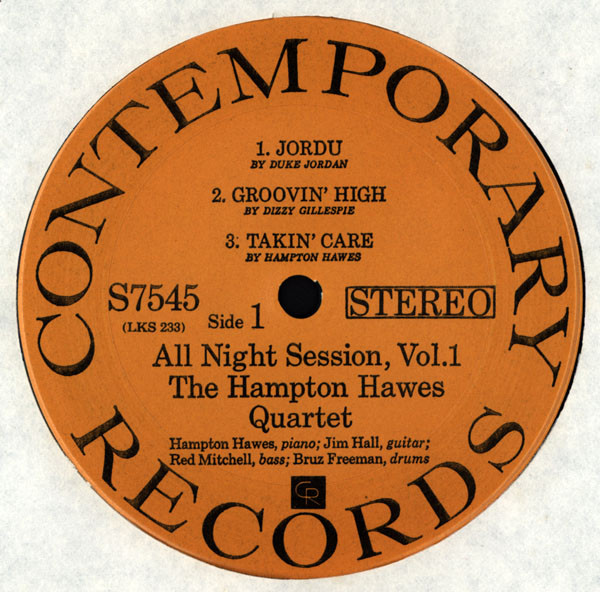 CONTEMPORARY
1. JORDU
BY DUKE JORDAN
2. GROOVIN' HIGH
BY DIZZY GILLESPIE
3. TAKIN' CARE
BY HAMPTON HAWES
S7545
(LKS 233)
Side 1
STEREO
All Night Session, Vol.1
The Hampton Hawes
Quartet
Hampton Hawes, piano; Jim Hall, guitar;
Red Mitchell, bass; Bruz Freeman, drums
CR
RECORDS